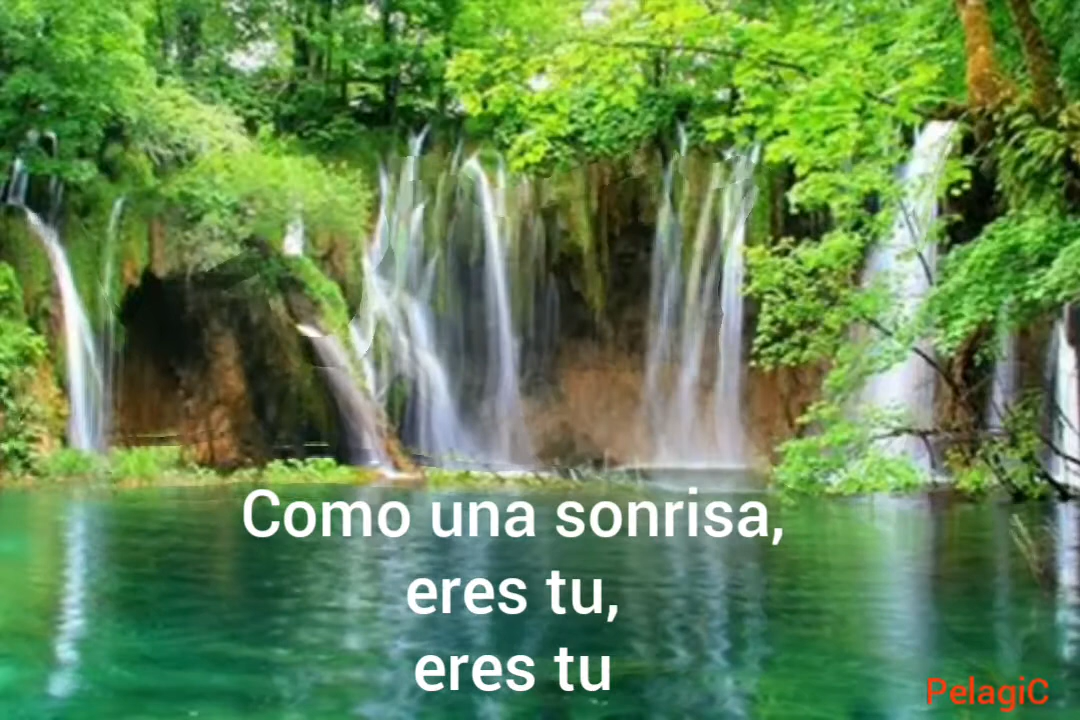 Como una sonrisa,
eres tu,
eres tu
PelagiC